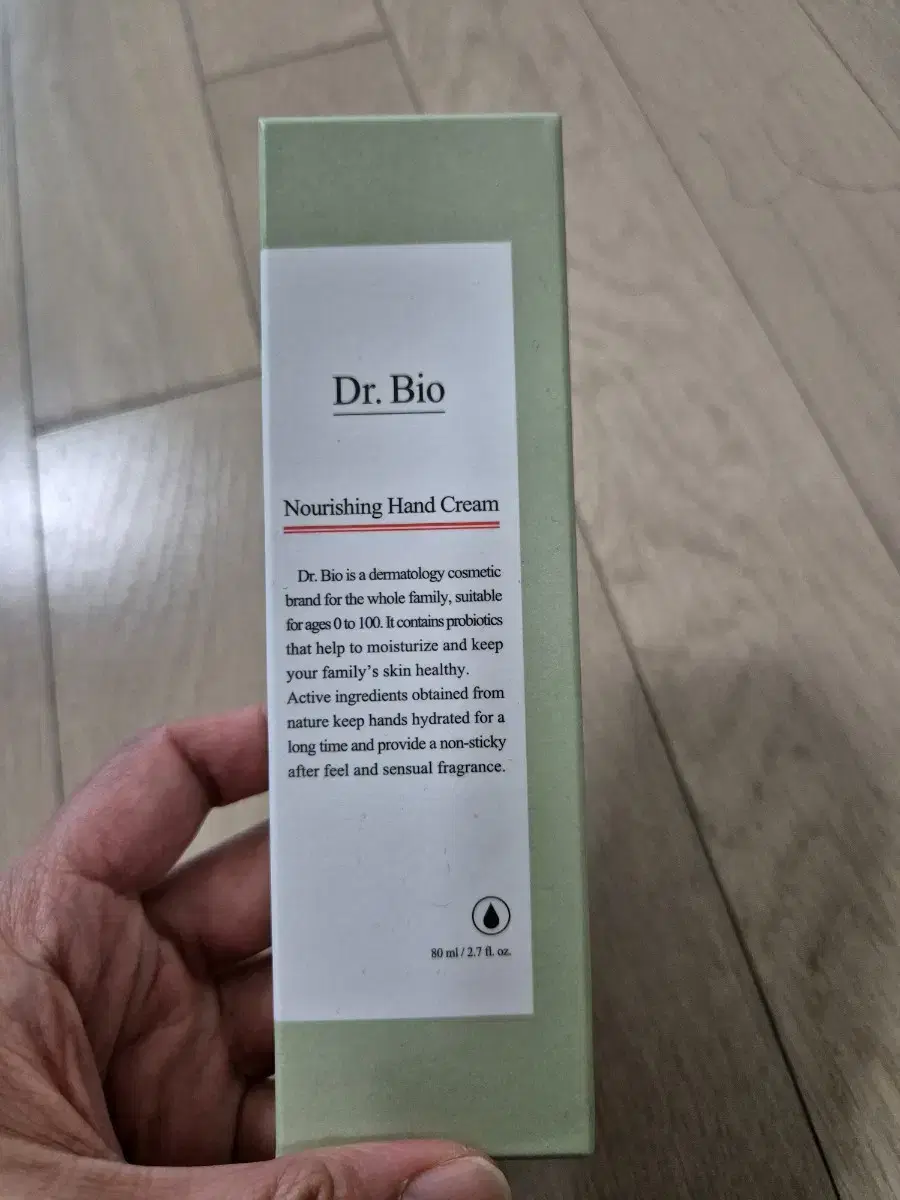 Dr. Bio
Nourishing Hand Cream
Dr. Bio is a dermatology cosmetic
brand for the whole family, suitable
for ages 0 to 100. It contains probiotics
that help to moisturize and keep
your family's skin healthy.
Active ingredients obtained from
nature keep hands hydrated for a
long time and provide a non-sticky
after feel and sensual fragrance.
80 ml / 2.7 fl. oz.